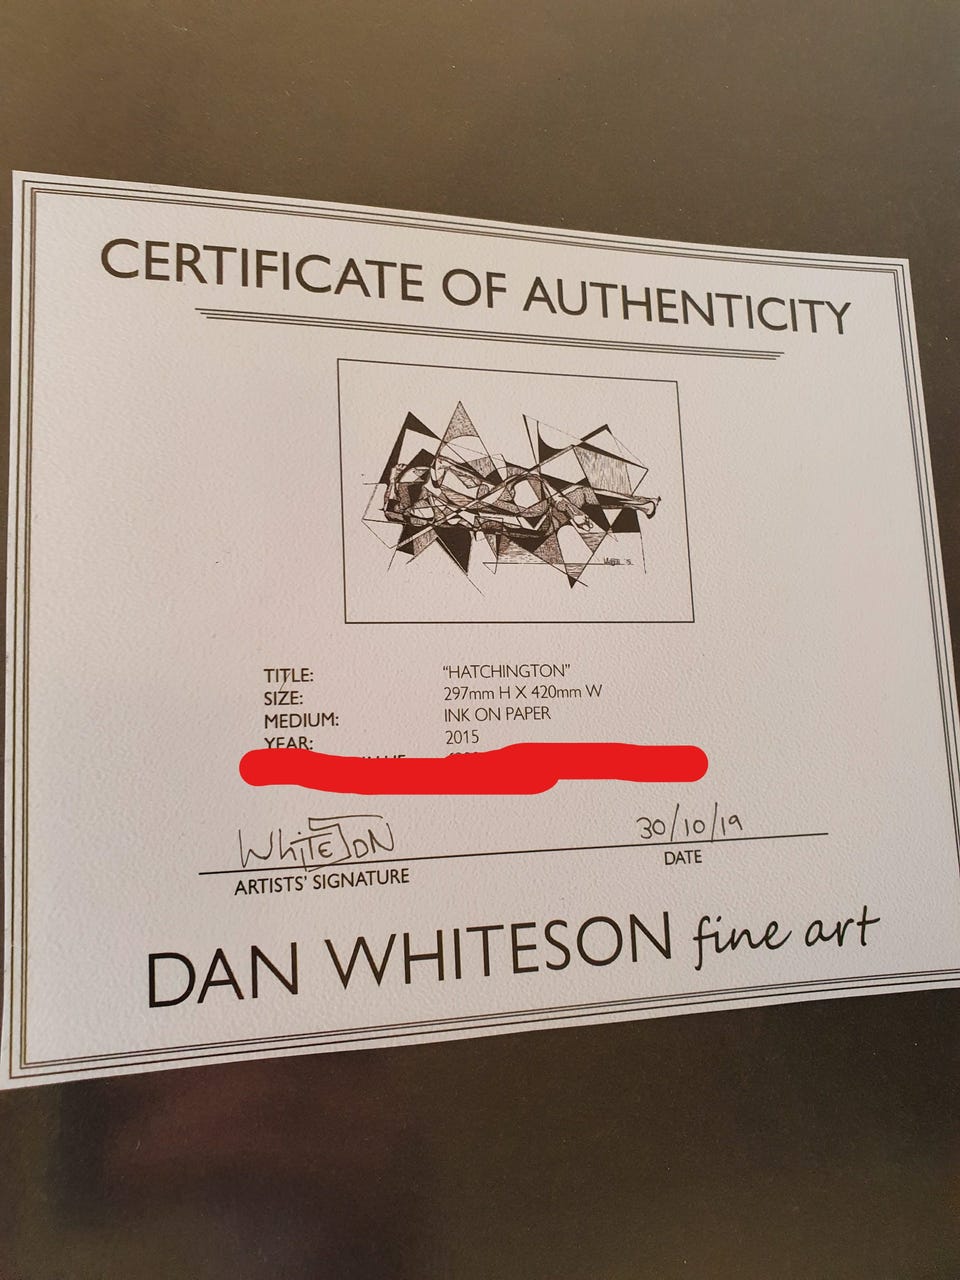 CERTIFICATE OF AUTHENTICITY
TITLE: "HATCHINGTON"
SIZE: 297mm H X 420mm W
MEDIUM: INK ON PAPER
YEAR: 2015
WHITESON 30/10/19
ARTISTS' SIGNATURE DATE
DAN WHITESON fine art